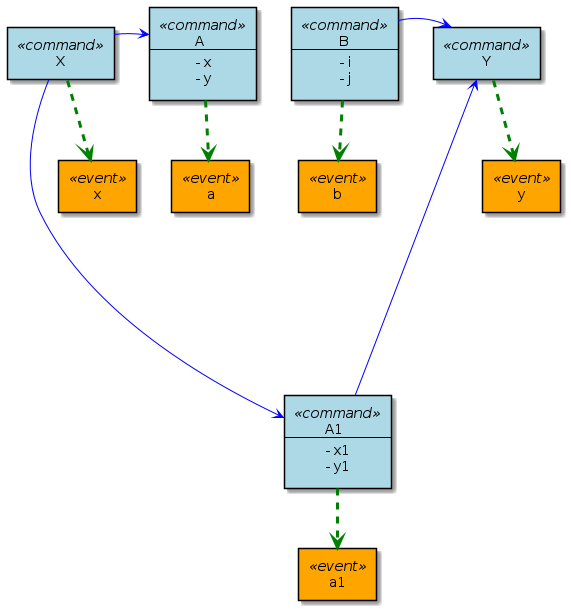 «command»
X
«command»
A
- x
- y
«command»
B
- i
- j
«command»
Y
«event»
x
«event»
a
«event»
b
«event»
y
«command»
A1
- x1
- y1
«event»
a1